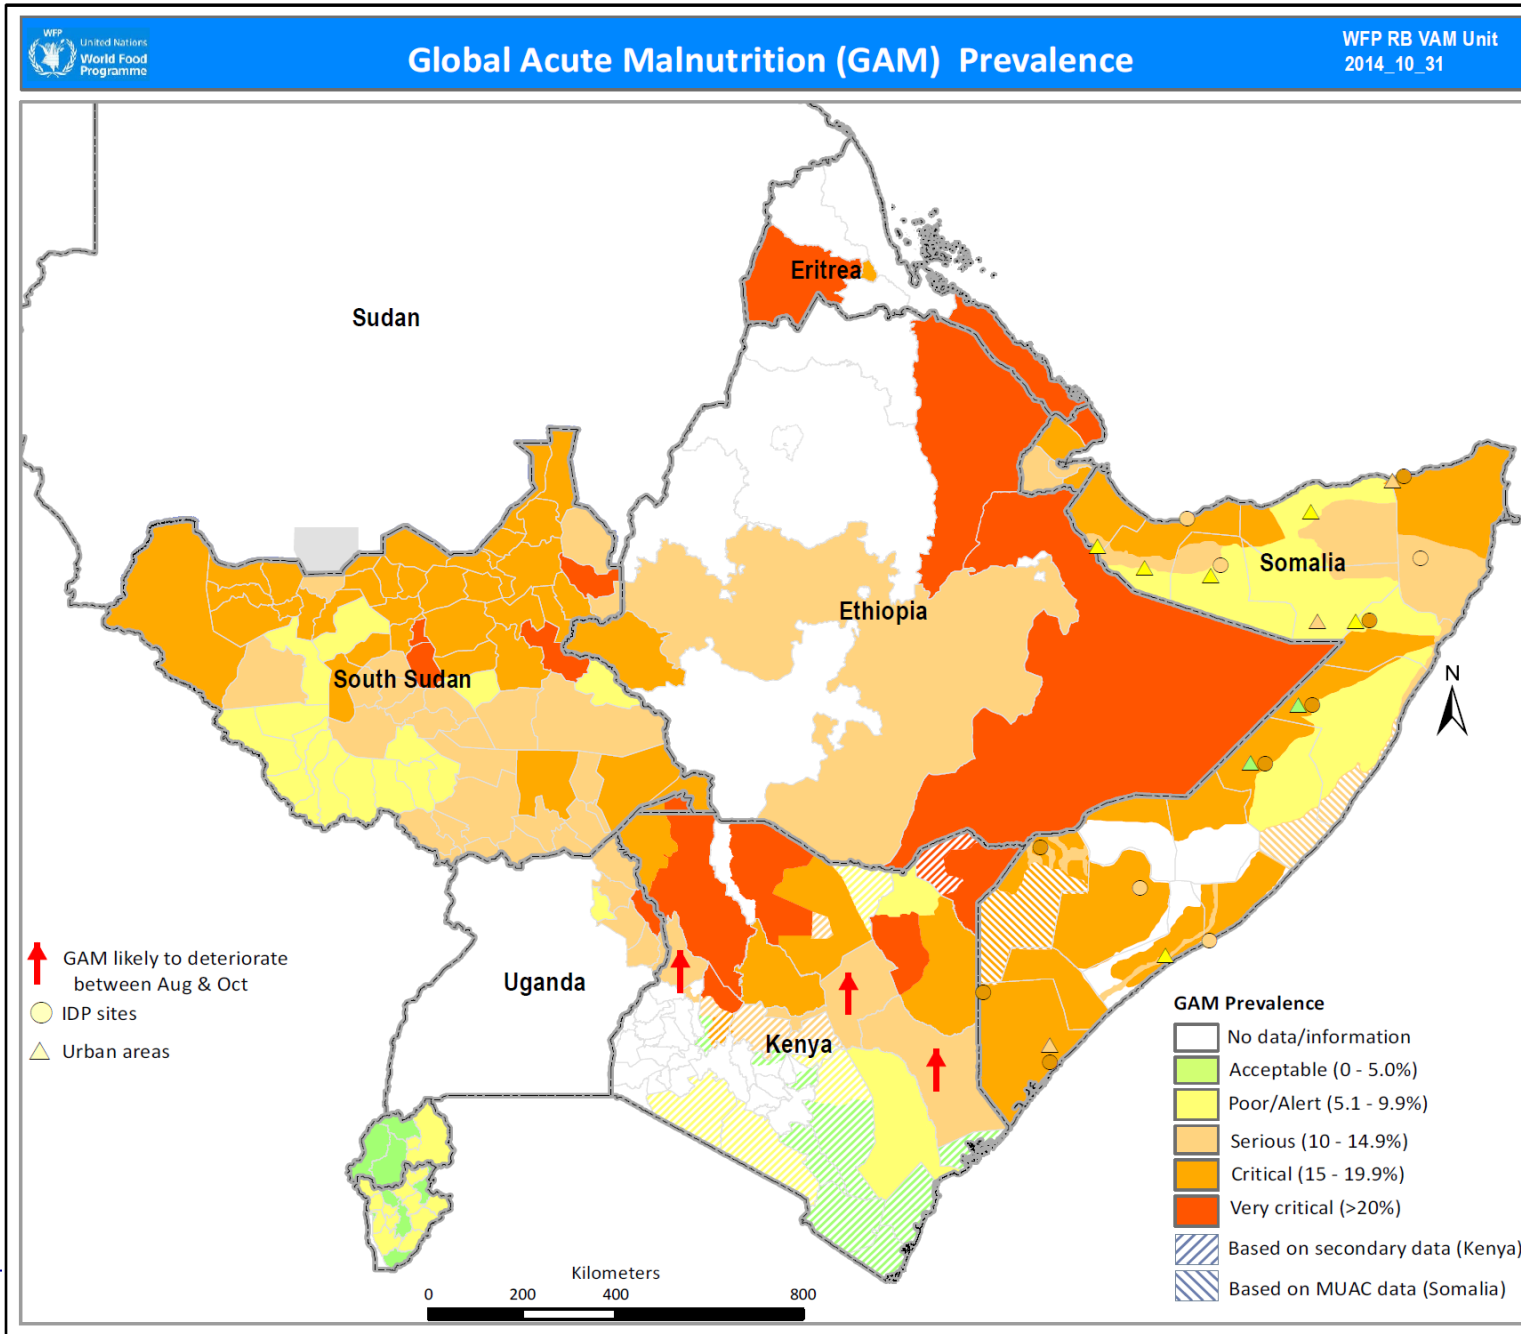 WFP
United Nations
World Food
Programme
Global Acute Malnutrition (GAM)  Prevalence
WFP RB VAM Unit
2014_10_31
Eritrea
Sudan
Somalia
Ethiopia
South Sudan
N
GAM likely to deteriorate
between Aug & Oct
IDP sites
Urban areas
Uganda
Kenya
GAM Prevalence
No data/information
Acceptable (0 - 5.0%)
Poor/Alert (5.1 - 9.9%)
Serious (10 - 14.9%)
Critical (15 - 19.9%)
Very critical (>20%)
Based on secondary data (Kenya)
Based on MUAC data (Somalia)
Kilometers
0 200 400 800